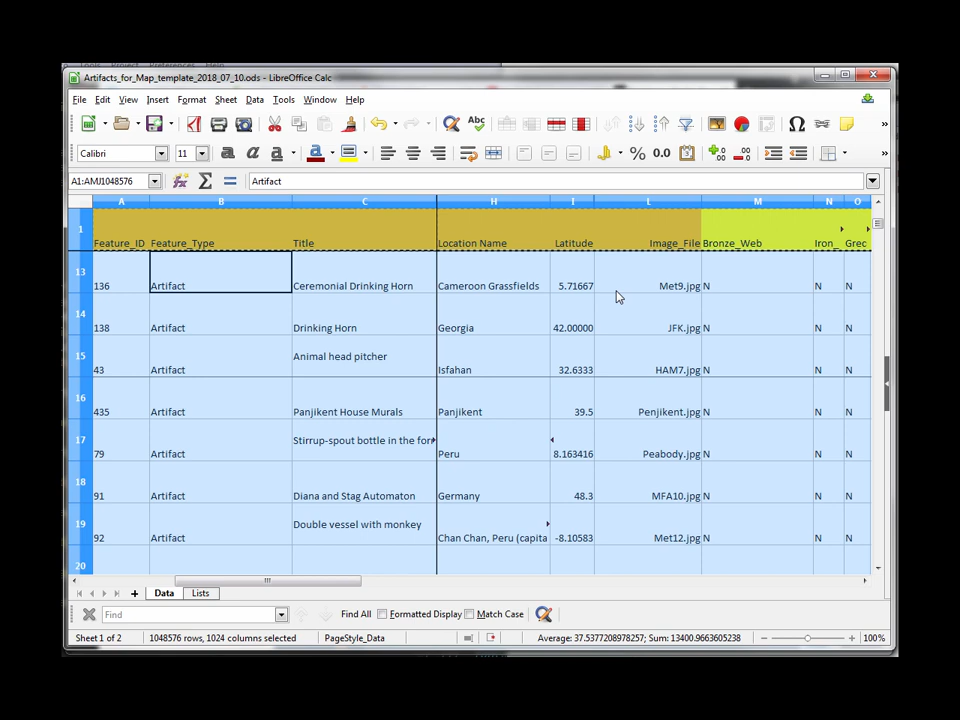 Artifacts_for_Map_template_2018_07_10.ods - LibreOffice Calc
File Edit View Insert Format Sheet Data Tools Window Help
Calibri 11
A1:AMJ1048576 Artifact
A B C H I L M N O
1 Feature_ID Feature_Type Title Location Name Latitude Image_File Bronze_Web Iron_ Grec
13 136 Artifact Ceremonial Drinking Horn Cameroon Grassfields 5.71667 Met9.jpg N N N
14 138 Artifact Drinking Horn Georgia 42.00000 JFK.jpg N N N
15 43 Artifact Animal head pitcher Isfahan 32.6333 HAM7.jpg N N N
16 435 Artifact Panjikent House Murals Panjikent 39.5 Penjikent.jpg N N N
17 79 Artifact Stirrup-spout bottle in the for Peru 8.163416 Peabody.jpg N N N
18 91 Artifact Diana and Stag Automaton Germany 48.3 MFA10.jpg N N N
19 92 Artifact Double vessel with monkey Chan Chan, Peru (capita -8.10583 Met12.jpg N N N
20
Data Lists
Find Find All Formatted Display Match Case
Sheet 1 of 2 1048576 rows, 1024 columns selected PageStyle_Data Average: 37.5377208978257; Sum: 13400.9663605238 100%